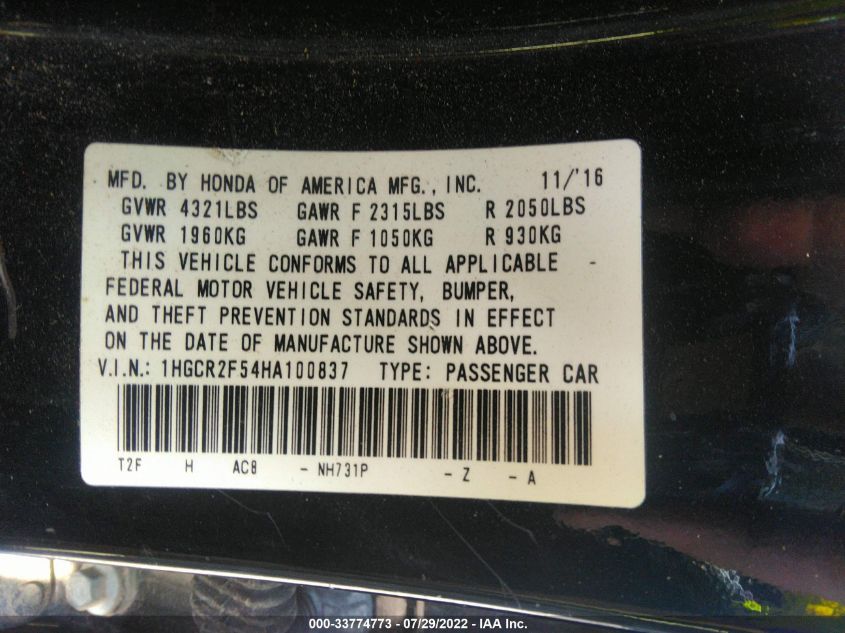 MFD. BY HONDA OF AMERICA MFG., INC. 11/'16
GVWR 4321LBS GAWR F 2315LBS R 2050LBS
GVWR 1960KG GAWR F 1050KG R 930KG
THIS VEHICLE CONFORMS TO ALL APPLICABLE -
FEDERAL MOTOR VEHICLE SAFETY, BUMPER,
AND THEFT PREVENTION STANDARDS IN EFFECT
ON THE DATE OF MANUFACTURE SHOWN ABOVE.
V.I.N.: 1HGCR2F54HA100837 TYPE: PASSENGER CAR
T2F H AC8 - NH731P - Z - A
000-33774773 - 07/29/2022 - IAA Inc.